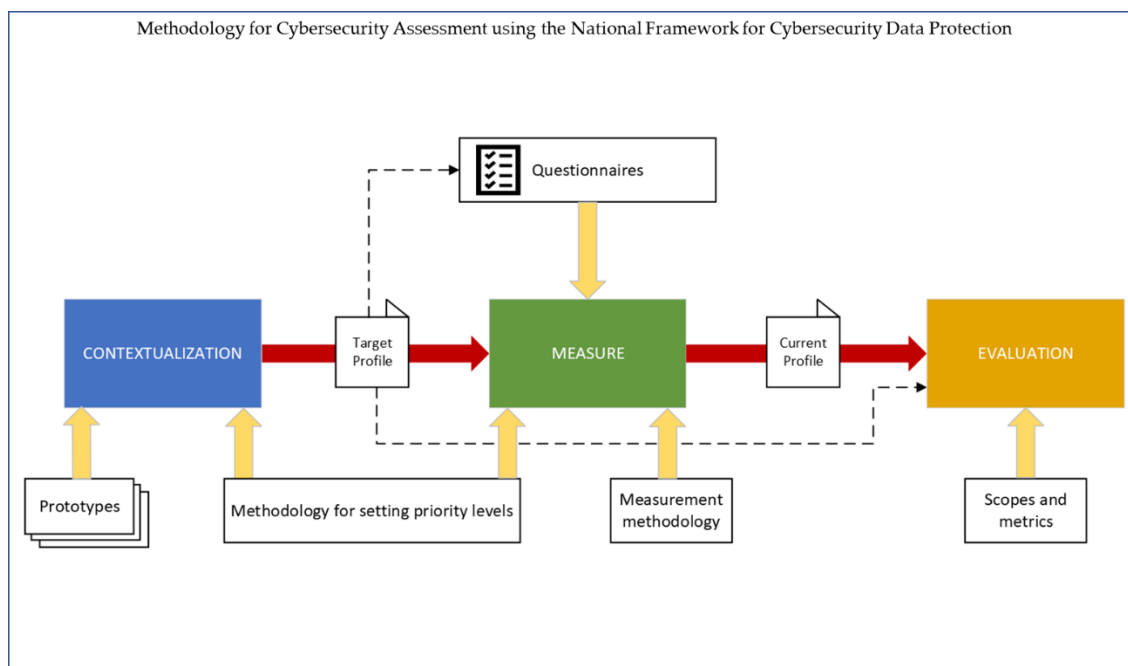 Methodology for Cybersecurity Assessment using the National Framework for Cybersecurity Data Protection
Questionnaires
CONTEXTUALIZATION
Target
Profile
MEASURE
Current
Profile
EVALUATION
Prototypes
Methodology for setting priority levels
Measurement
methodology
Scopes and
metrics